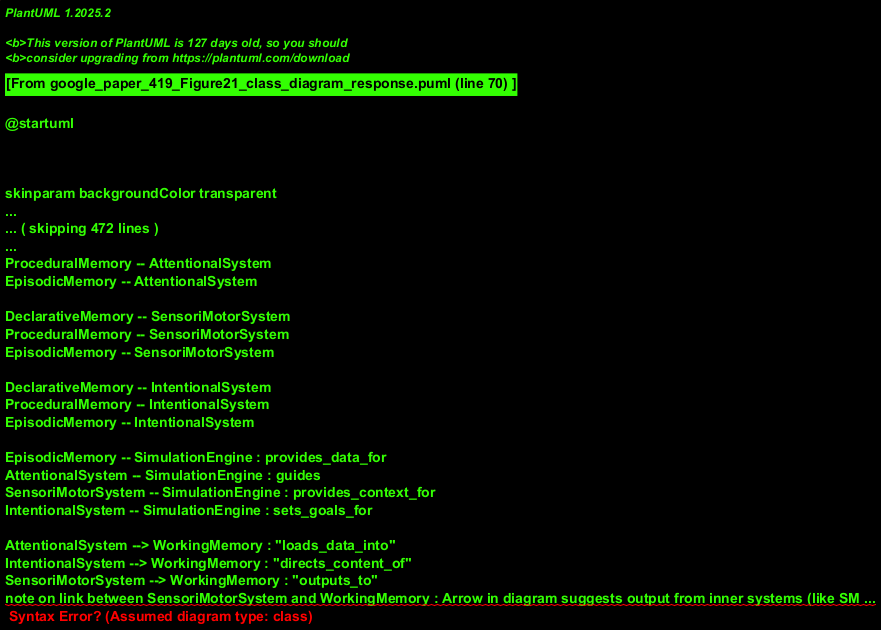 PlantUML 1.2025.2
<b>This version of PlantUML is 127 days old, so you should
<b>consider upgrading from https://plantuml.com/download
[From google_paper_419_Figure21_class_diagram_response.puml (line 70) ]
@startuml
skinparam backgroundColor transparent
...
... ( skipping 472 lines )
...
ProceduralMemory -- AttentionalSystem
EpisodicMemory -- AttentionalSystem
DeclarativeMemory -- SensoriMotorSystem
ProceduralMemory -- SensoriMotorSystem
EpisodicMemory -- SensoriMotorSystem
DeclarativeMemory -- IntentionalSystem
ProceduralMemory -- IntentionalSystem
EpisodicMemory -- IntentionalSystem
EpisodicMemory -- SimulationEngine : provides_data_for
AttentionalSystem -- SimulationEngine : guides
SensoriMotorSystem -- SimulationEngine : provides_context_for
IntentionalSystem -- SimulationEngine : sets_goals_for
AttentionalSystem --> WorkingMemory : "loads_data_into"
IntentionalSystem --> WorkingMemory : "directs_content_of"
SensoriMotorSystem --> WorkingMemory : "outputs_to"
note on link between SensoriMotorSystem and WorkingMemory : Arrow in diagram suggests output from inner systems (like SM ...
Syntax Error? (Assumed diagram type: class)